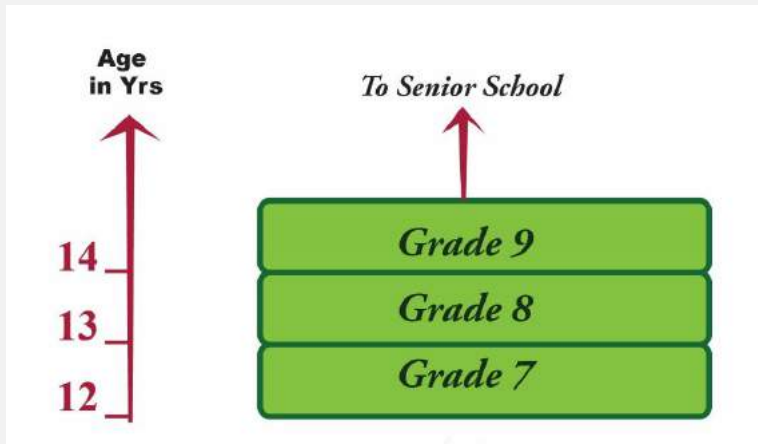 Age
in Yrs
To Senior School
Grade 9
14
Grade 8
13
Grade 7
12